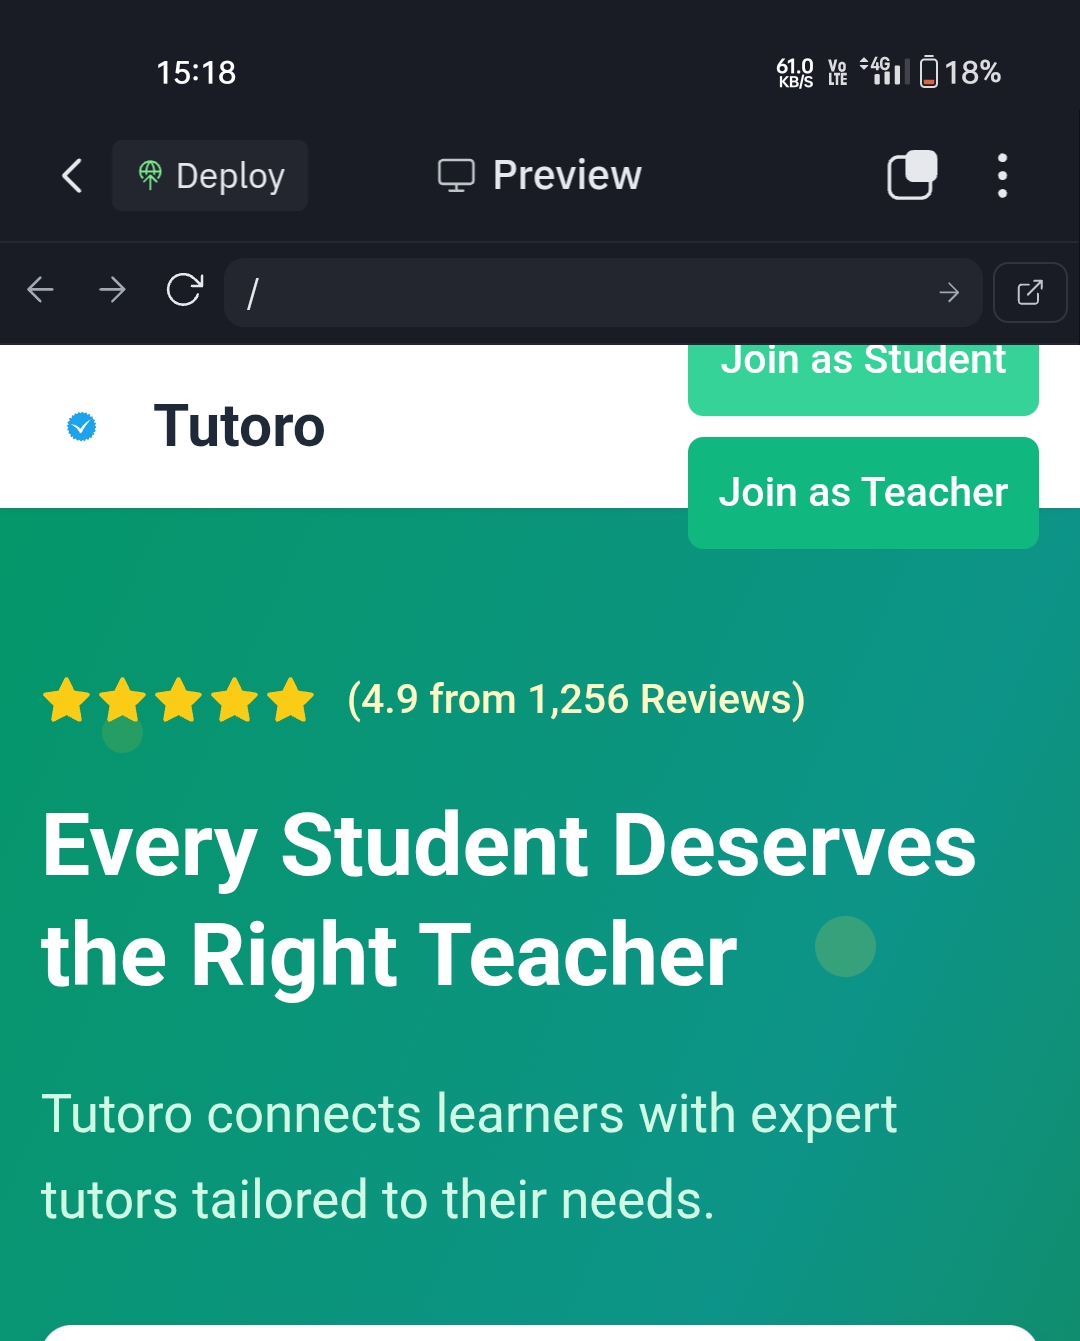 15:18
61.0 KB/S
Vo LTE
4G
18%
Deploy
Preview
/
Join as Student
Tutoro
Join as Teacher
(4.9 from 1,256 Reviews)
Every Student Deserves
the Right Teacher
Tutoro connects learners with expert
tutors tailored to their needs.